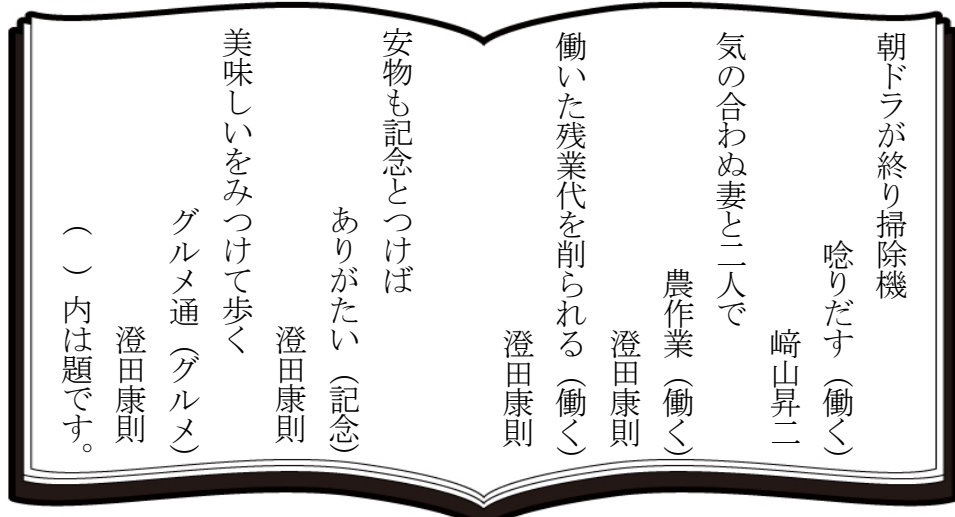 朝ドラが終り掃除機
唸りだす（働く）
﨑山昇二
気の合わぬ妻と二人で
農作業（働く）
澄田康則
働いた残業代を削られる（働く）
澄田康則
安物も記念とつけば
ありがたい（記念）
澄田康則
美味しいをみつけて歩く
グルメ通（グルメ）
澄田康則
（　）内は題です。